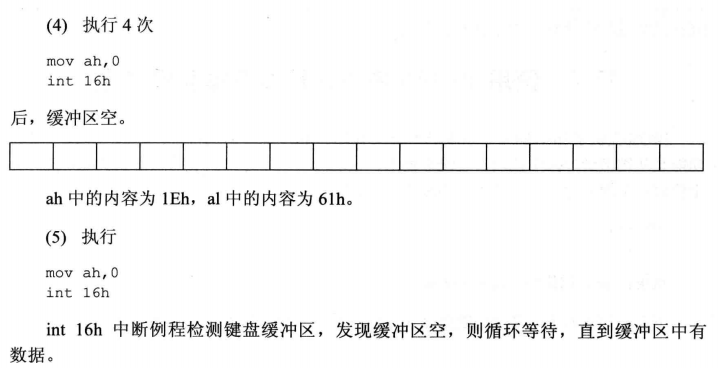 (4) 执行 4 次
mov ah,0
int 16h
后，缓冲区空。
ah 中的内容为 1Eh，al 中的内容为 61h。
(5) 执行
mov ah,0
int 16h
int 16h 中断例程检测键盘缓冲区，发现缓冲区空，则循环等待，直到缓冲区中有
数据。